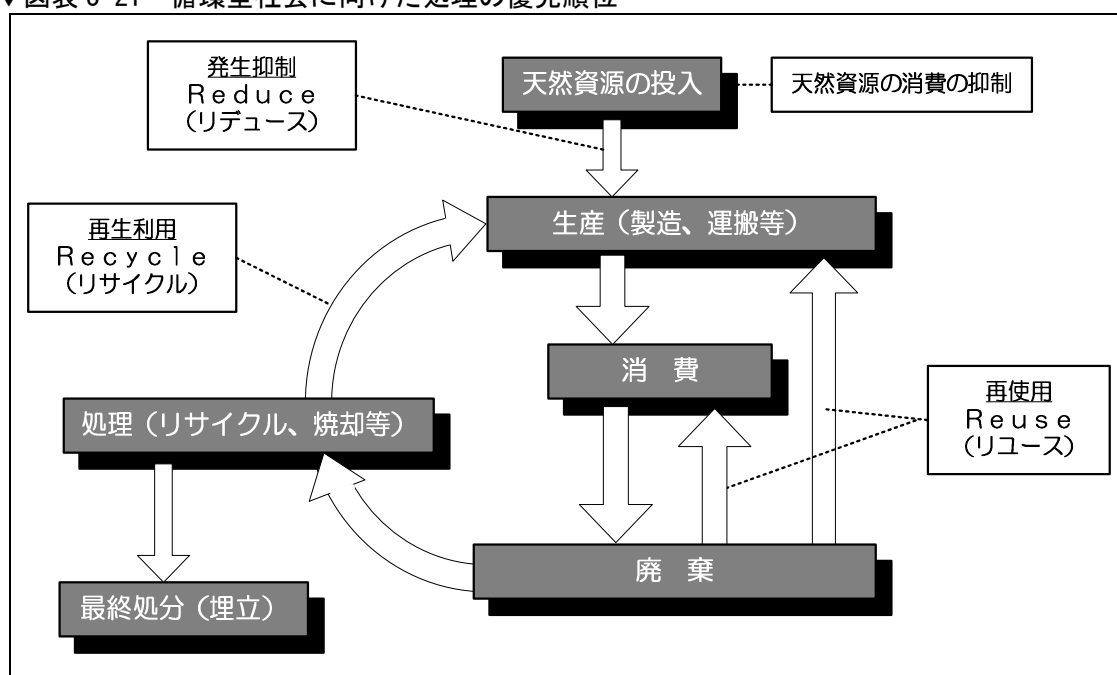 ▼図表 3-21 循環型社会に向けた処理の優先順位
発生抑制
Ｒｅｄｕｃｅ
（リデュース）
天然資源の投入
天然資源の消費の抑制
再生利用
Ｒｅｃｙｃｌｅ
（リサイクル）
生産（製造、運搬等）
消　費
処理（リサイクル、焼却等）
再使用
Ｒｅｕｓｅ
（リユース）
廃　棄
最終処分（埋立）